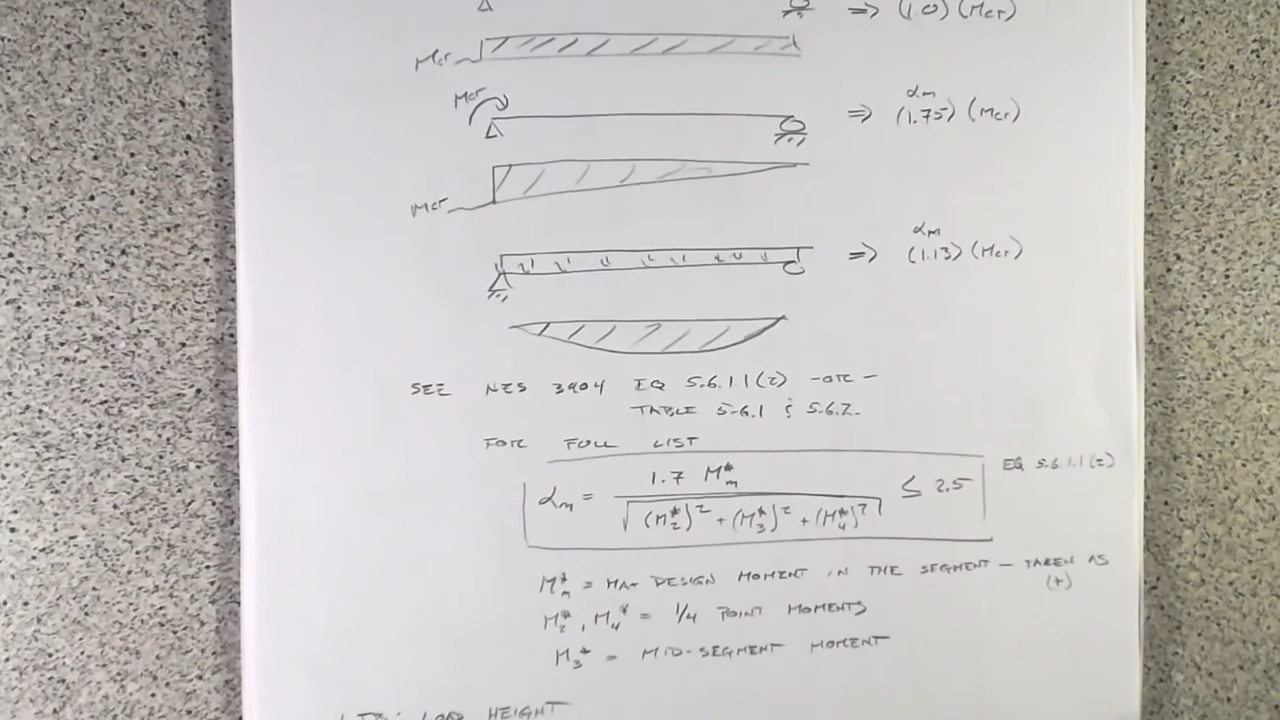 ⇒ (1.0) (Mcr)
Mcr
Mcr
αm
⇒ (1.75) (Mcr)
Mcr
αm
⇒ (1.13) (Mcr)
SEE NZS 3404 EQ 5.6.1.1(2) -OR-
TABLE 5.6.1 & 5.6.2.
FOR FULL LIST
αm = 1.7 M*m / √((M*2)² + (M*3)² + (M*4)²) ≤ 2.5 EQ 5.6.1.1(2)
M*m = MAX DESIGN MOMENT IN THE SEGMENT - TAKEN AS
(+)
M*2, M*4 = 1/4 POINT MOMENTS
M*3 = MID-SEGMENT MOMENT
LOAD HEIGHT